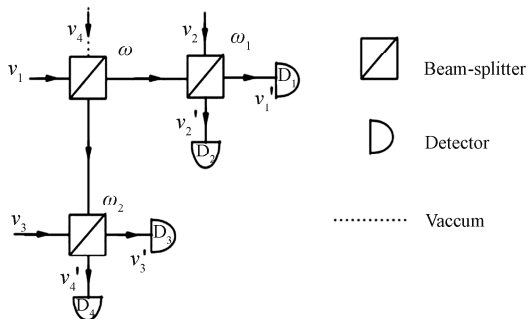 v₄ ω v₂ ω₁
v₁ D₁
v₂' v₁'
D₂
ω₂
v₃ D₃
v₄' v₃'
D₄
Beam-splitter
Detector
Vaccum